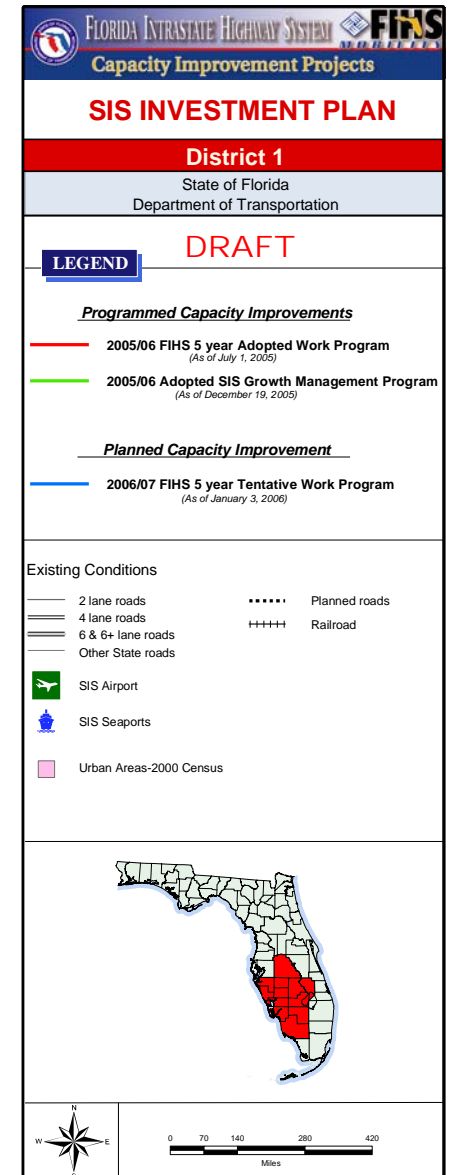 FLORIDA INTRASTATE HIGHWAY SYSTEM FIHS
MOBILITY
Capacity Improvement Projects
SIS INVESTMENT PLAN
District 1
State of Florida
Department of Transportation
DRAFT
LEGEND
Programmed Capacity Improvements
2005/06 FIHS 5 year Adopted Work Program
(As of July 1, 2005)
2005/06 Adopted SIS Growth Management Program
(As of December 19, 2005)
Planned Capacity Improvement
2006/07 FIHS 5 year Tentative Work Program
(As of January 3, 2006)
Existing Conditions
2 lane roads
4 lane roads
6 & 6+ lane roads
Other State roads
Planned roads
Railroad
SIS Airport
SIS Seaports
Urban Areas-2000 Census
N
W E
0 70 140 280 420
Miles